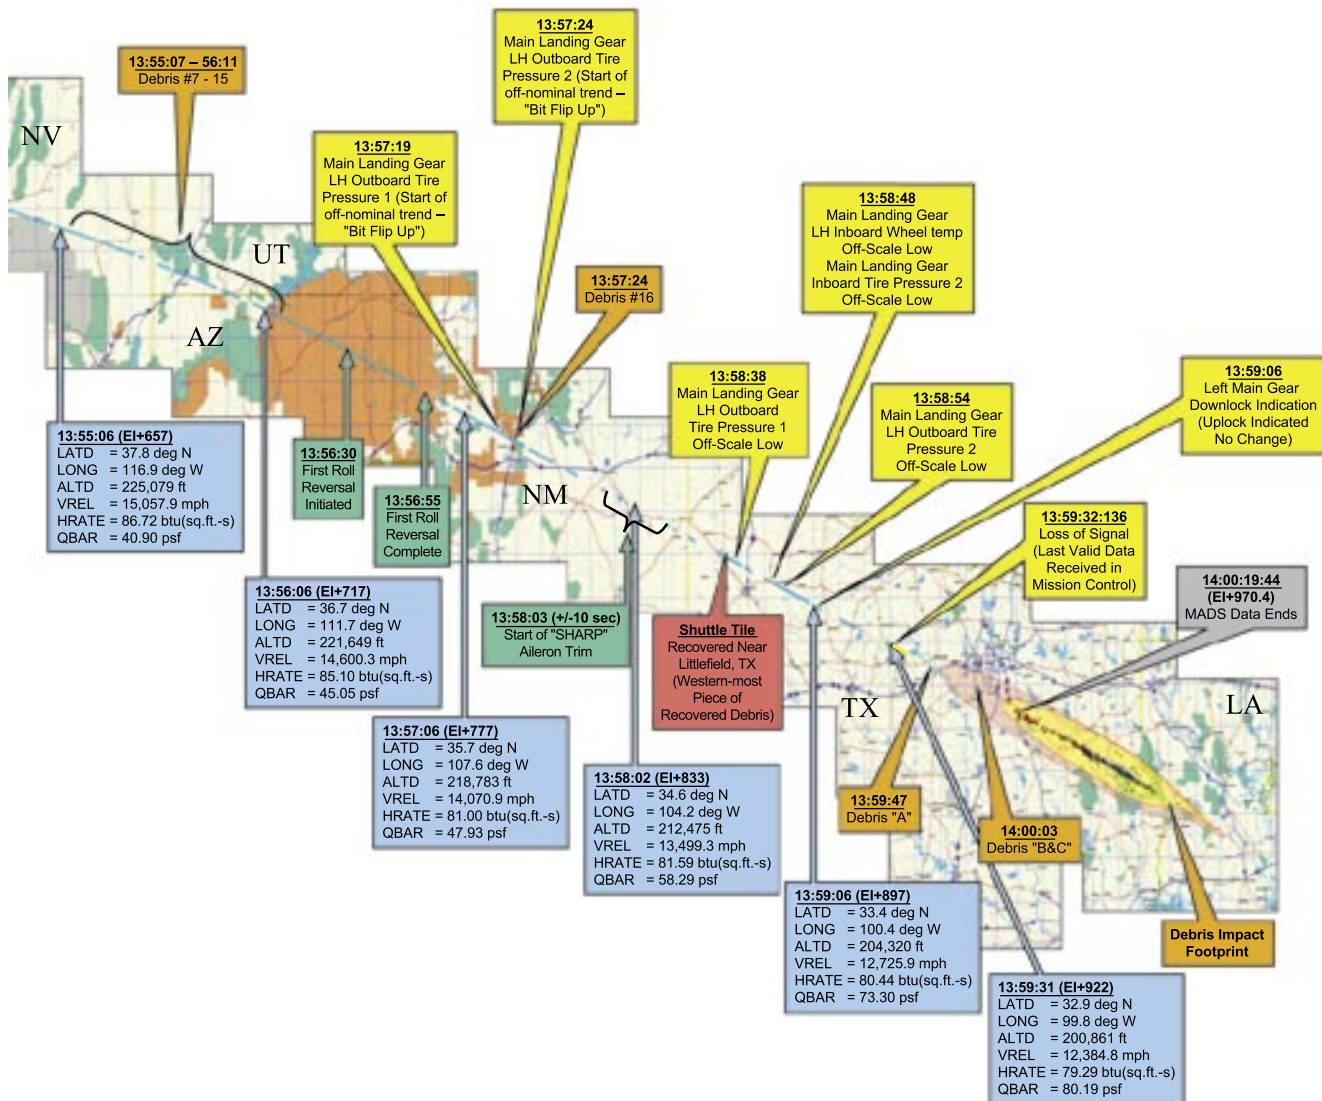 13:57:24
Main Landing Gear
LH Outboard Tire
Pressure 2 (Start of
off-nominal trend –
"Bit Flip Up")
13:55:07 – 56:11
Debris #7 - 15
NV
13:57:19
Main Landing Gear
LH Outboard Tire
Pressure 1 (Start of
off-nominal trend –
"Bit Flip Up")
13:58:48
Main Landing Gear
LH Inboard Wheel temp
Off-Scale Low
Main Landing Gear
Inboard Tire Pressure 2
Off-Scale Low
UT
13:57:24
Debris #16
AZ
13:58:38
Main Landing Gear
LH Outboard
Tire Pressure 1
Off-Scale Low
13:58:54
Main Landing Gear
LH Outboard Tire
Pressure 2
Off-Scale Low
13:59:06
Left Main Gear
Downlock Indication
(Uplock Indicated
No Change)
13:55:06 (EI+657)
LATD = 37.8 deg N
LONG = 116.9 deg W
ALTD = 225,079 ft
VREL = 15,057.9 mph
HRATE = 86.72 btu(sq.ft.-s)
QBAR = 40.90 psf
13:56:30
First Roll
Reversal
Initiated
13:56:55
First Roll
Reversal
Complete
NM
13:59:32:136
Loss of Signal
(Last Valid Data
Received in
Mission Control)
14:00:19:44
(EI+970.4)
MADS Data Ends
13:56:06 (EI+717)
LATD = 36.7 deg N
LONG = 111.7 deg W
ALTD = 221,649 ft
VREL = 14,600.3 mph
HRATE = 85.10 btu(sq.ft.-s)
QBAR = 45.05 psf
13:58:03 (+/-10 sec)
Start of "SHARP"
Aileron Trim
Shuttle Tile
Recovered Near
Littlefield, TX
(Western-most
Piece of
Recovered Debris)
TX
LA
13:57:06 (EI+777)
LATD = 35.7 deg N
LONG = 107.6 deg W
ALTD = 218,783 ft
VREL = 14,070.9 mph
HRATE = 81.00 btu(sq.ft.-s)
QBAR = 47.93 psf
13:58:02 (EI+833)
LATD = 34.6 deg N
LONG = 104.2 deg W
ALTD = 212,475 ft
VREL = 13,499.3 mph
HRATE = 81.59 btu(sq.ft.-s)
QBAR = 58.29 psf
13:59:47
Debris "A"
14:00:03
Debris "B&C"
13:59:06 (EI+897)
LATD = 33.4 deg N
LONG = 100.4 deg W
ALTD = 204,320 ft
VREL = 12,725.9 mph
HRATE = 80.44 btu(sq.ft.-s)
QBAR = 73.30 psf
Debris Impact
Footprint
13:59:31 (EI+922)
LATD = 32.9 deg N
LONG = 99.8 deg W
ALTD = 200,861 ft
VREL = 12,384.8 mph
HRATE = 79.29 btu(sq.ft.-s)
QBAR = 80.19 psf